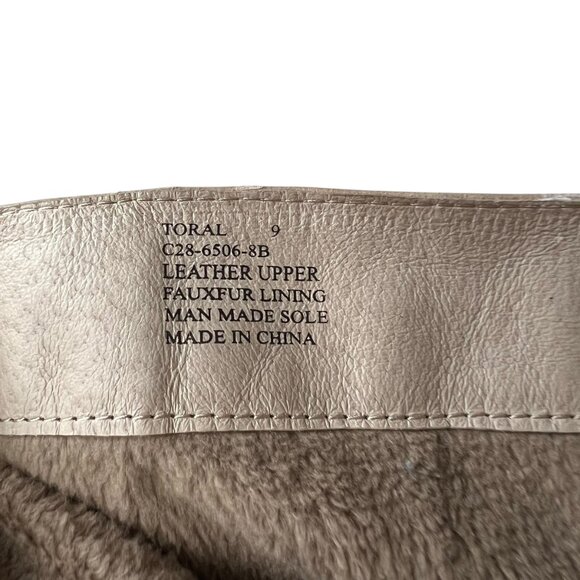 TORAL 9
C28-6506-8B
LEATHER UPPER
FAUXFUR LINING
MAN MADE SOLE
MADE IN CHINA